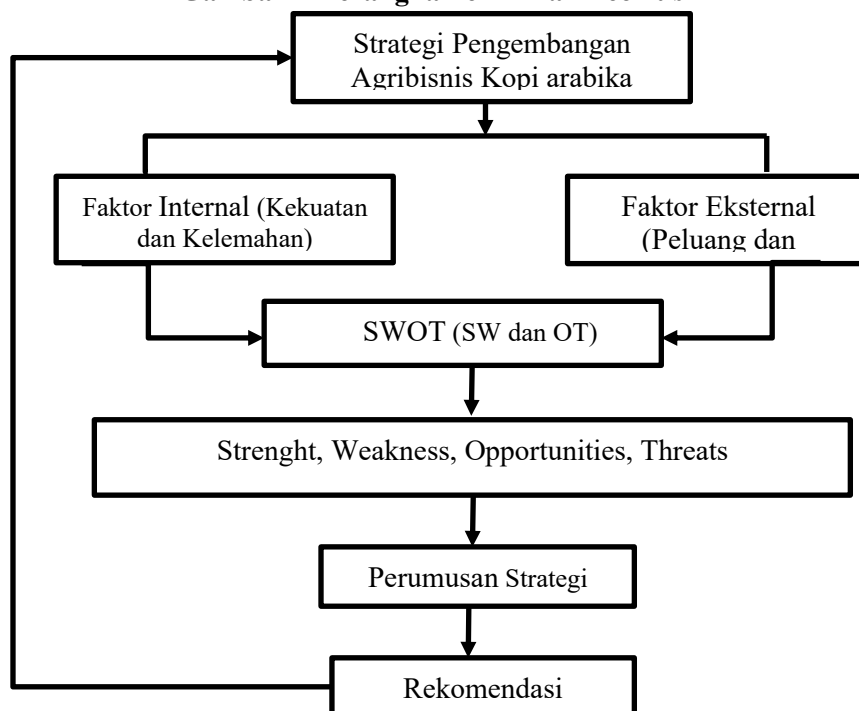 Strategi Pengembangan
Agribisnis Kopi arabika
Faktor Internal (Kekuatan
dan Kelemahan)
Faktor Eksternal
(Peluang dan
SWOT (SW dan OT)
Strenght, Weakness, Opportunities, Threats
Perumusan Strategi
Rekomendasi